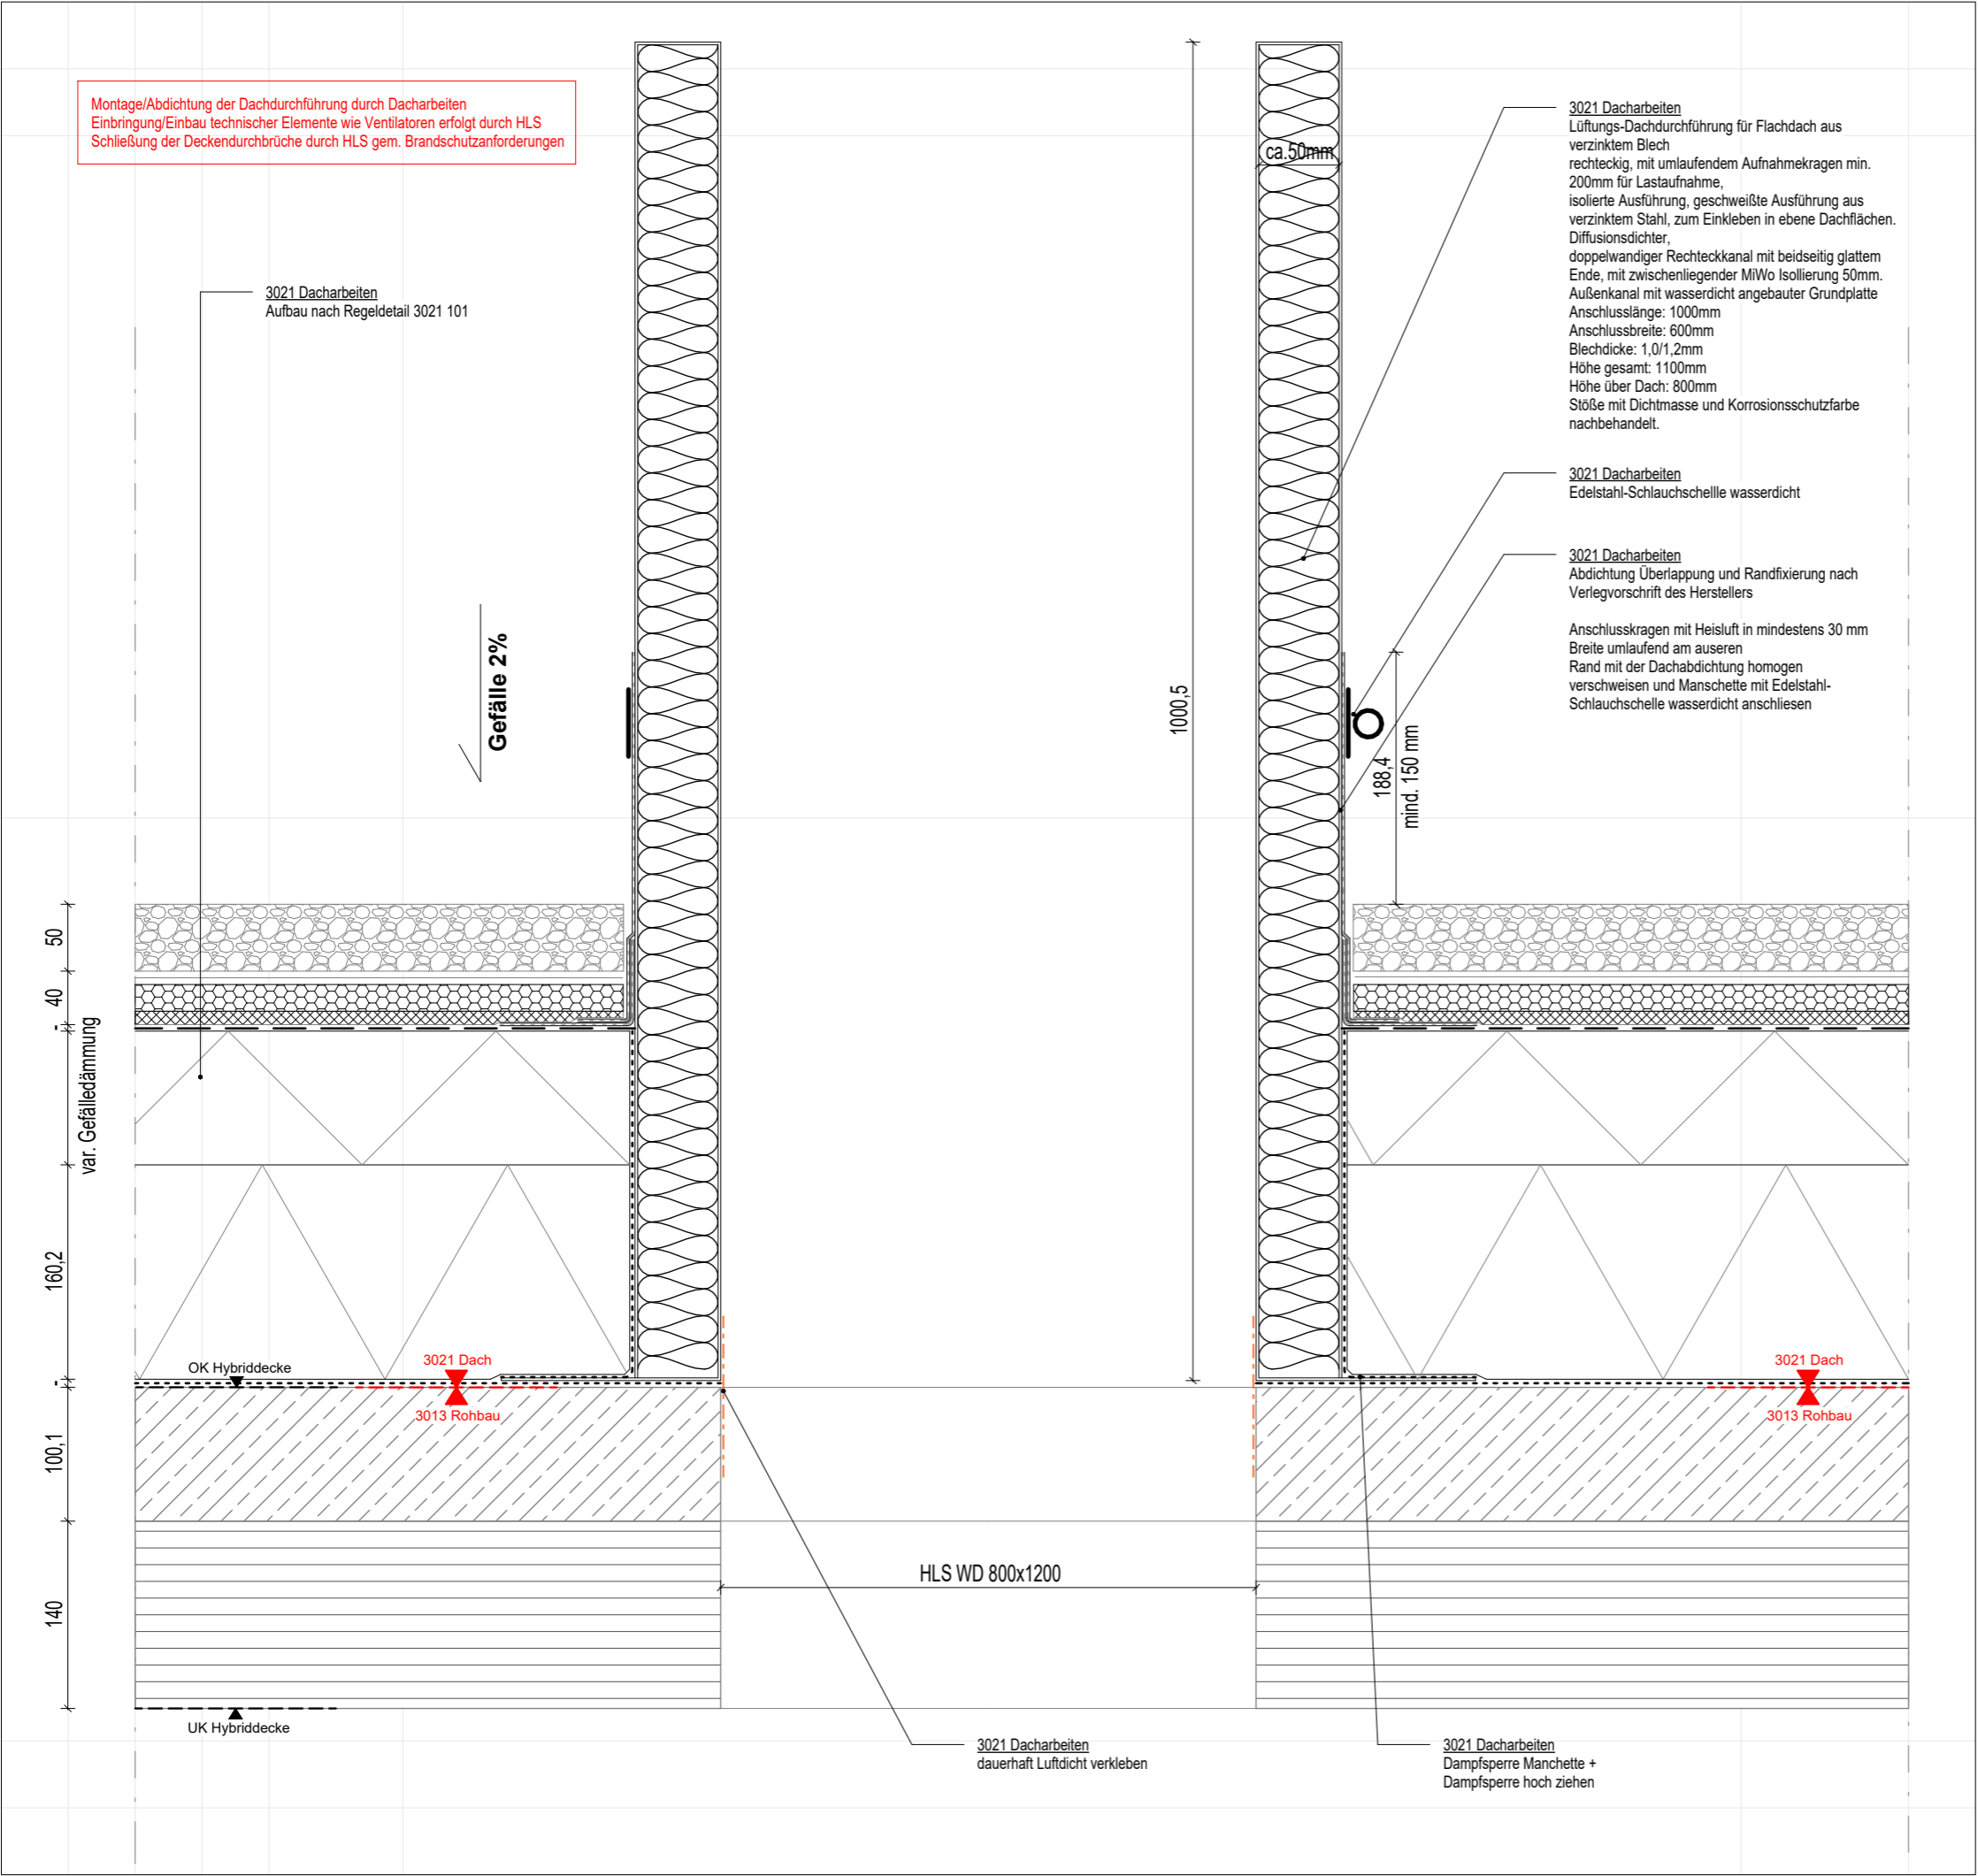 Montage/Abdichtung der Dachdurchführung durch Dacharbeiten
Einbringung/Einbau technischer Elemente wie Ventilatoren erfolgt durch HLS
Schließung der Deckendurchbrüche durch HLS gem. Brandschutzanforderungen
3021 Dacharbeiten
Aufbau nach Regeldetail 3021 101
Gefälle 2%
ca.50mm
1000,5
3021 Dacharbeiten
Lüftungs-Dachdurchführung für Flachdach aus
verzinktem Blech
rechteckig, mit umlaufendem Aufnahmekragen min.
200mm für Lastaufnahme,
isolierte Ausführung, geschweißte Ausführung aus
verzinktem Stahl, zum Einkleben in ebene Dachflächen.
Diffusionsdichter,
doppelwandiger Rechteckkanal mit beidseitig glattem
Ende, mit zwischenliegender MiWo Isollierung 50mm.
Außenkanal mit wasserdicht angebauter Grundplatte
Anschlusslänge: 1000mm
Anschlussbreite: 600mm
Blechdicke: 1,0/1,2mm
Höhe gesamt: 1100mm
Höhe über Dach: 800mm
Stöße mit Dichtmasse und Korrosionsschutzfarbe
nachbehandelt.
3021 Dacharbeiten
Edelstahl-Schlauchschellle wasserdicht
3021 Dacharbeiten
Abdichtung Überlappung und Randfixierung nach
Verlegvorschrift des Herstellers
Anschlusskragen mit Heisluft in mindestens 30 mm
Breite umlaufend am auseren
Rand mit der Dachabdichtung homogen
verschweisen und Manschette mit Edelstahl-
Schlauchschelle wasserdicht anschliesen
188,4
mind. 150 mm
50
40
-
var. Gefälledämmung
160,2
-
100,1
140
OK Hybriddecke
3021 Dach
3013 Rohbau
3021 Dach
3013 Rohbau
HLS WD 800x1200
UK Hybriddecke
3021 Dacharbeiten
dauerhaft Luftdicht verkleben
3021 Dacharbeiten
Dampfsperre Manchette +
Dampfsperre hoch ziehen